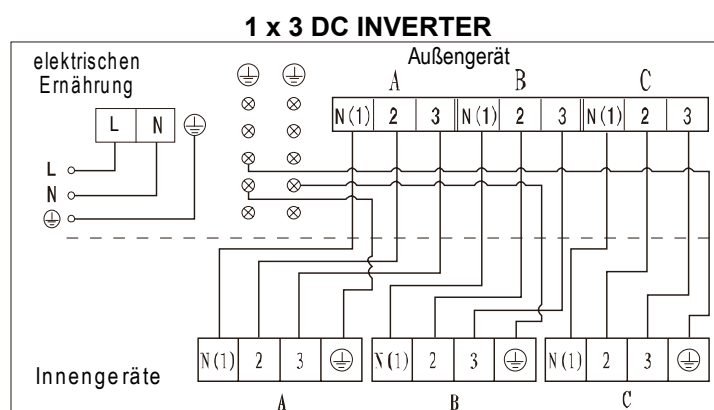 1 x 3 DC INVERTER
elektrischen
Ernährung
Außengerät
A B C
L N
N(1) 2 3 N(1) 2 3 N(1) 2 3
L
N
N(1) 2 3 N(1) 2 3 N(1) 2 3
Innengeräte
A B C